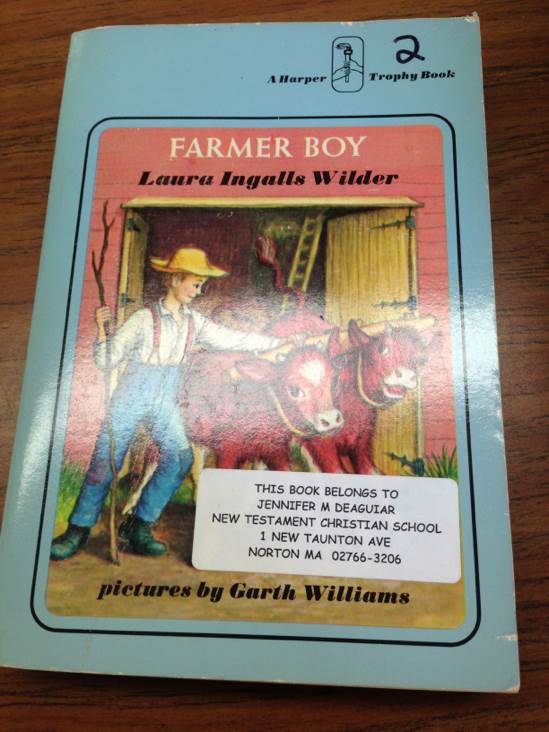 2
A Harper Trophy Book
FARMER BOY
Laura Ingalls Wilder
THIS BOOK BELONGS TO
JENNIFER M DEAGUIAR
NEW TESTAMENT CHRISTIAN SCHOOL
1 NEW TAUNTON AVE
NORTON MA 02766-3206
pictures by Garth Williams